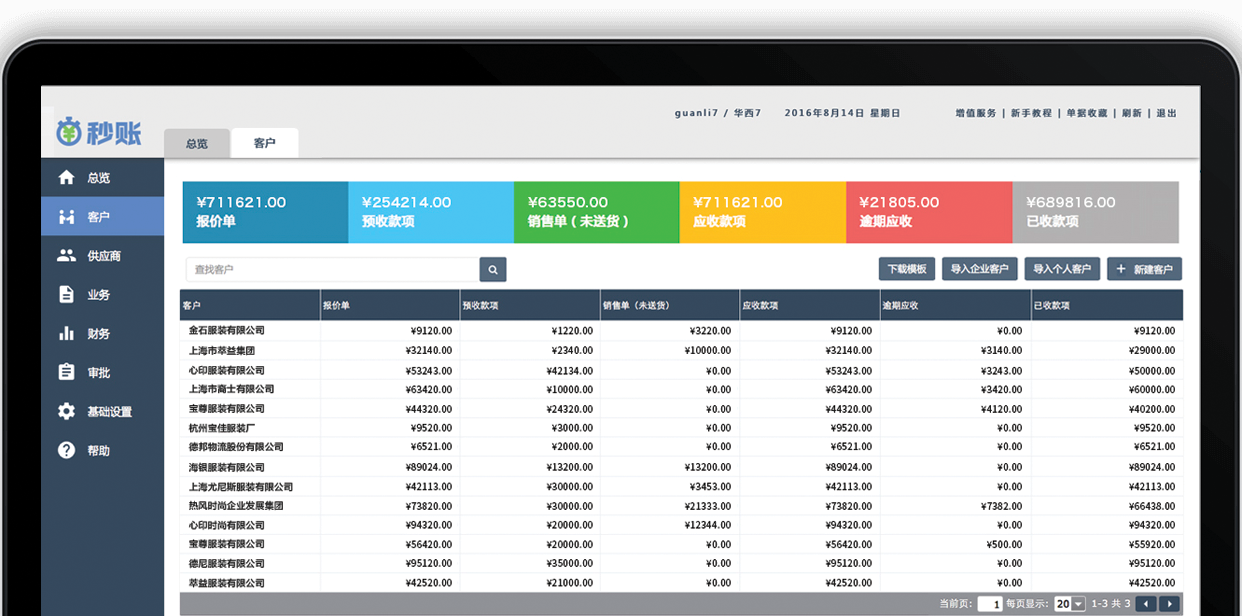 guanli7 / 华西7 2016年8月14日 星期日 增值服务 | 新手教程 | 单据收藏 | 刷新 | 退出
秒账
总览 客户
总览
客户
供应商
业务
财务
审批
基础设置
帮助
¥711621.00 ¥254214.00 ¥63550.00 ¥711621.00 ¥21805.00 ¥689816.00
报价单 预收款项 销售单(未送货) 应收款项 逾期应收 已收款项
查找客户 下载模板 导入企业客户 导入个人客户 + 新建客户
客户 报价单 预收款项 销售单(未送货) 应收款项 逾期应收 已收款项
金石服装有限公司 ¥9120.00 ¥1220.00 ¥3220.00 ¥9120.00 ¥0.00 ¥9120.00
上海市萃益集团 ¥32140.00 ¥2340.00 ¥10000.00 ¥32140.00 ¥3140.00 ¥29000.00
心印服装有限公司 ¥53243.00 ¥42134.00 ¥0.00 ¥53243.00 ¥3243.00 ¥50000.00
上海市高士有限公司 ¥63420.00 ¥10000.00 ¥0.00 ¥63420.00 ¥3420.00 ¥60000.00
宝尊服装有限公司 ¥44320.00 ¥24320.00 ¥0.00 ¥44320.00 ¥4120.00 ¥40200.00
杭州宝佳服装厂 ¥9520.00 ¥3000.00 ¥0.00 ¥9520.00 ¥0.00 ¥9520.00
德邦物流股份有限公司 ¥6521.00 ¥2000.00 ¥0.00 ¥6521.00 ¥0.00 ¥6521.00
海银服装有限公司 ¥89024.00 ¥13200.00 ¥13200.00 ¥89024.00 ¥0.00 ¥89024.00
上海尤尼斯服装有限公司 ¥42113.00 ¥30000.00 ¥3453.00 ¥42113.00 ¥0.00 ¥42113.00
热风时尚企业发展集团 ¥73820.00 ¥30000.00 ¥21333.00 ¥73820.00 ¥7382.00 ¥66438.00
心印时尚有限公司 ¥94320.00 ¥20000.00 ¥12344.00 ¥94320.00 ¥0.00 ¥94320.00
宝尊服装有限公司 ¥56420.00 ¥20000.00 ¥0.00 ¥56420.00 ¥500.00 ¥55920.00
德尼服装有限公司 ¥95120.00 ¥35000.00 ¥0.00 ¥95120.00 ¥0.00 ¥95120.00
萃益服装有限公司 ¥42520.00 ¥21000.00 ¥0.00 ¥42520.00 ¥0.00 ¥42520.00
当前页: 1 每页显示: 20 1-3 共 3